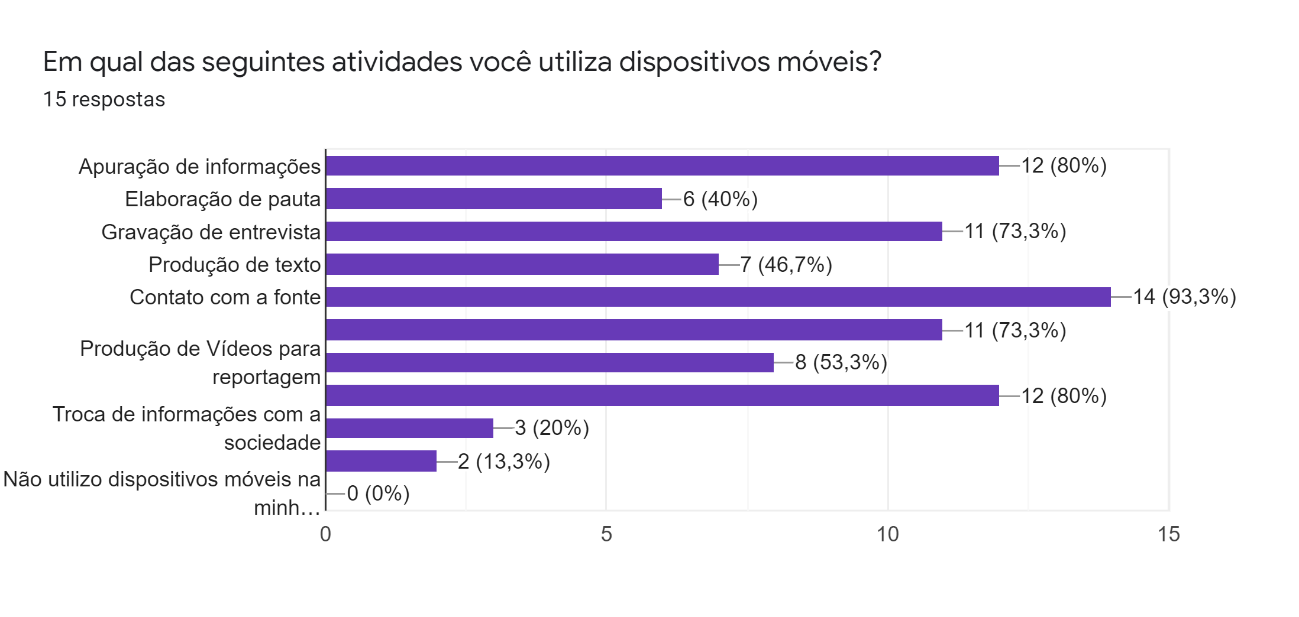 Em qual das seguintes atividades você utiliza dispositivos móveis?
15 respostas
Apuração de informações
12 (80%)
Elaboração de pauta
6 (40%)
Gravação de entrevista
11 (73,3%)
Produção de texto
7 (46,7%)
Contato com a fonte
14 (93,3%)
11 (73,3%)
Produção de Vídeos para
reportagem
8 (53,3%)
12 (80%)
Troca de informações com a
sociedade
3 (20%)
2 (13,3%)
Não utilizo dispositivos móveis na
minh…
0 (0%)
0
5
10
15